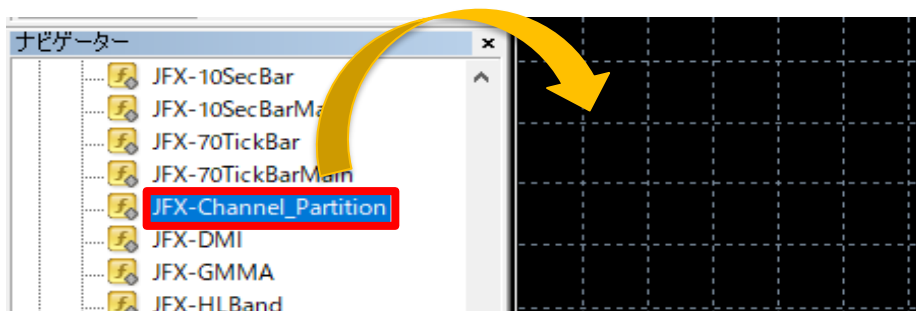 ナビゲーター
JFX-10SecBar
JFX-10SecBarMa
JFX-70TickBar
JFX-70TickBarMain
JFX-Channel_Partition
JFX-DMI
JFX-GMMA
JFX-HLBand